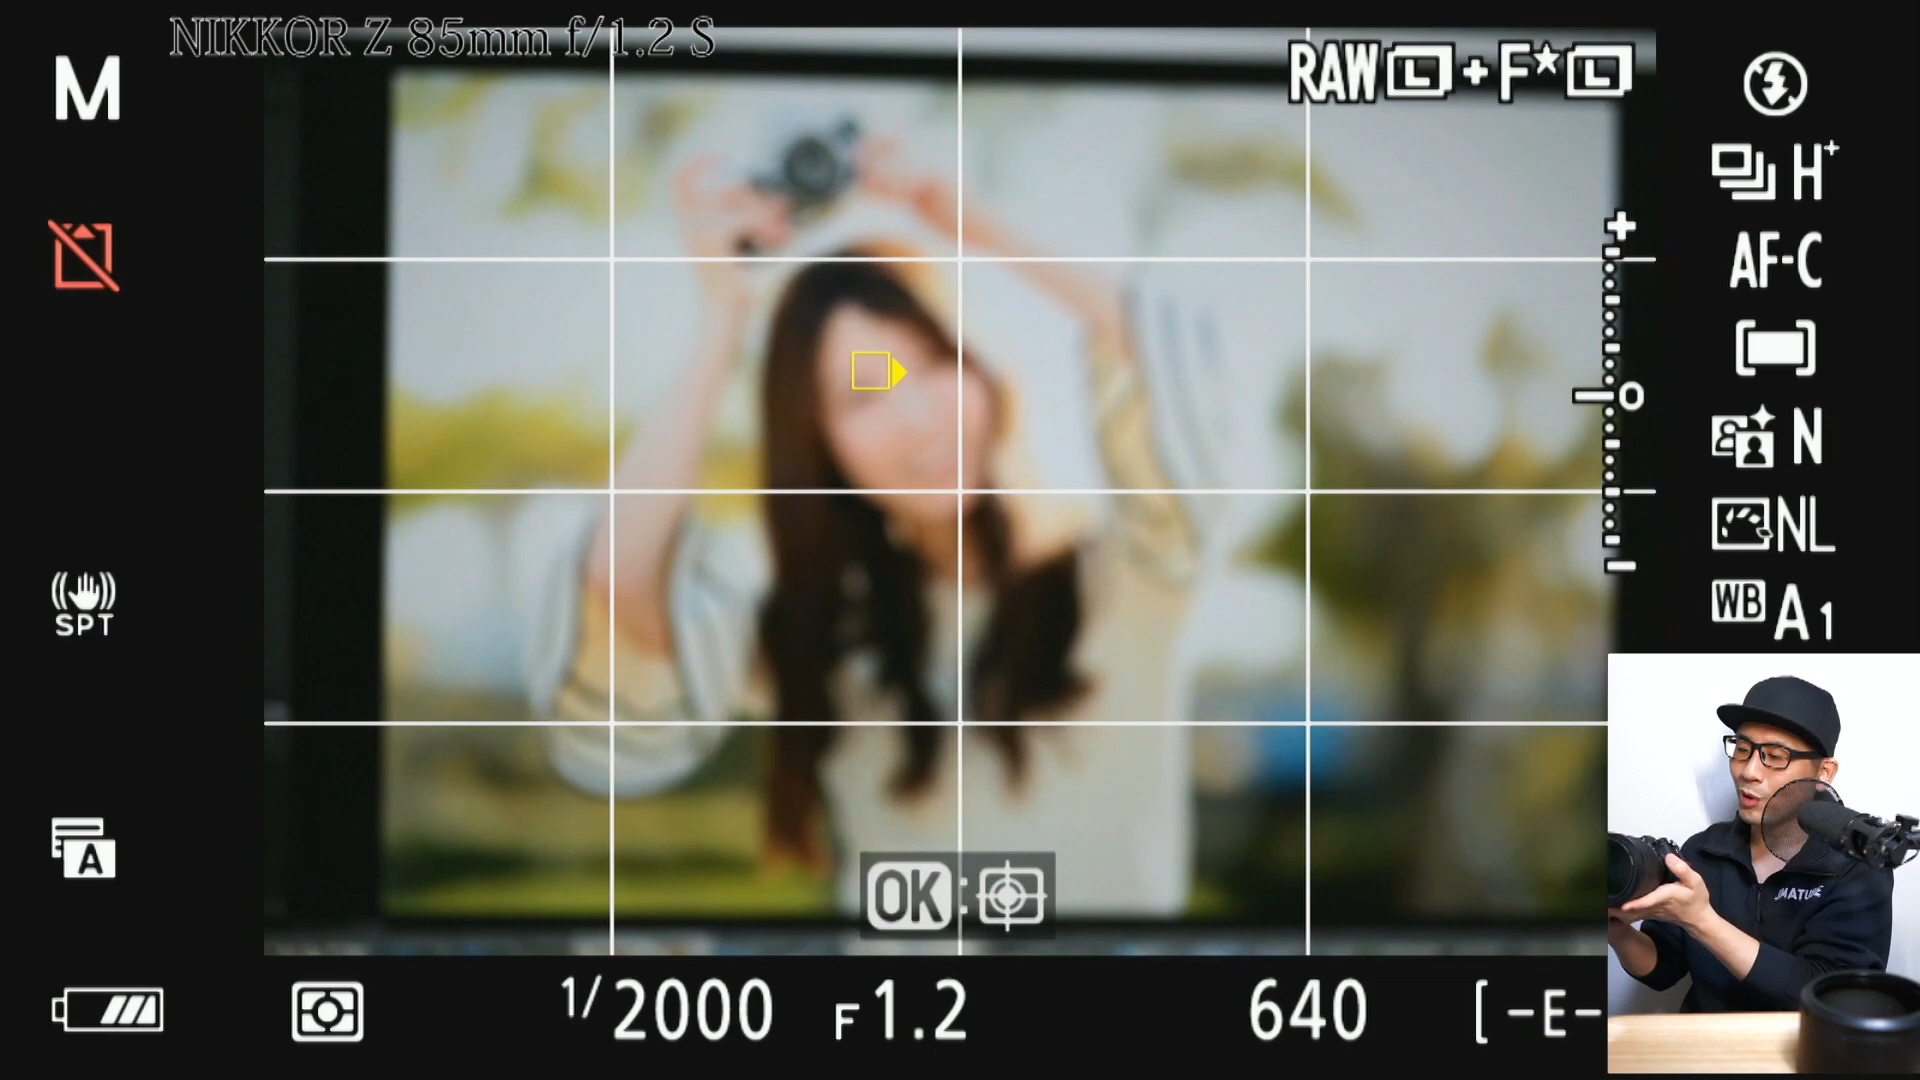 NIKKOR Z 85mm f/1.2 S
M
RAW L + F★ L
H+
AF-C
N
NL
WB A1
SPT
A
OK :
1/2000 F1.2 640 [-E-